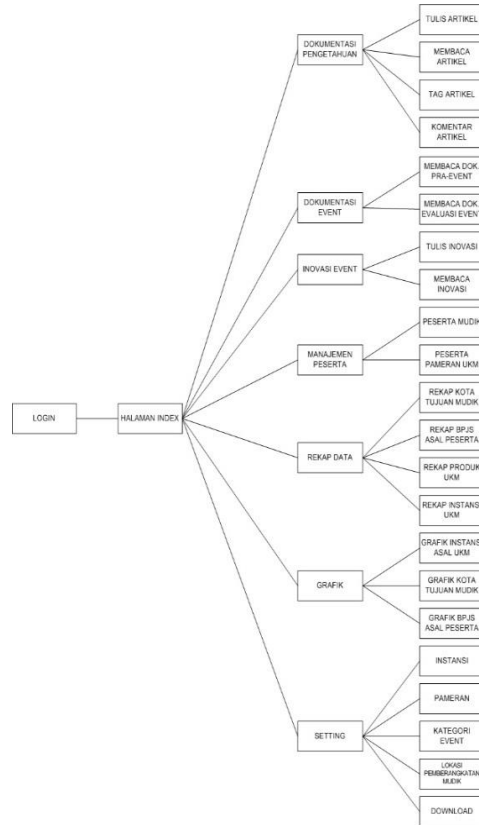 LOGIN
HALAMAN INDEX
DOKUMENTASI
PENGETAHUAN
TULIS ARTIKEL
MEMBACA
ARTIKEL
TAG ARTIKEL
KOMENTAR
ARTIKEL
DOKUMENTASI
EVENT
MEMBACA DOK.
PRA-EVENT
MEMBACA DOK.
EVALUASI EVENT
INOVASI EVENT
TULIS INOVASI
MEMBACA
INOVASI
MANAJEMEN
PESERTA
PESERTA MUDIK
PESERTA
PAMERAN UKM
REKAP DATA
REKAP KOTA
TUJUAN MUDIK
REKAP BPJS
ASAL PESERTA
REKAP PRODUK
UKM
REKAP INSTANSI
UKM
GRAFIK
GRAFIK INSTANSI
ASAL UKM
GRAFIK KOTA
TUJUAN MUDIK
GRAFIK BPJS
ASAL PESERTA
SETTING
INSTANSI
PAMERAN
KATEGORI
EVENT
LOKASI
PEMBERANGKATAN
MUDIK
DOWNLOAD